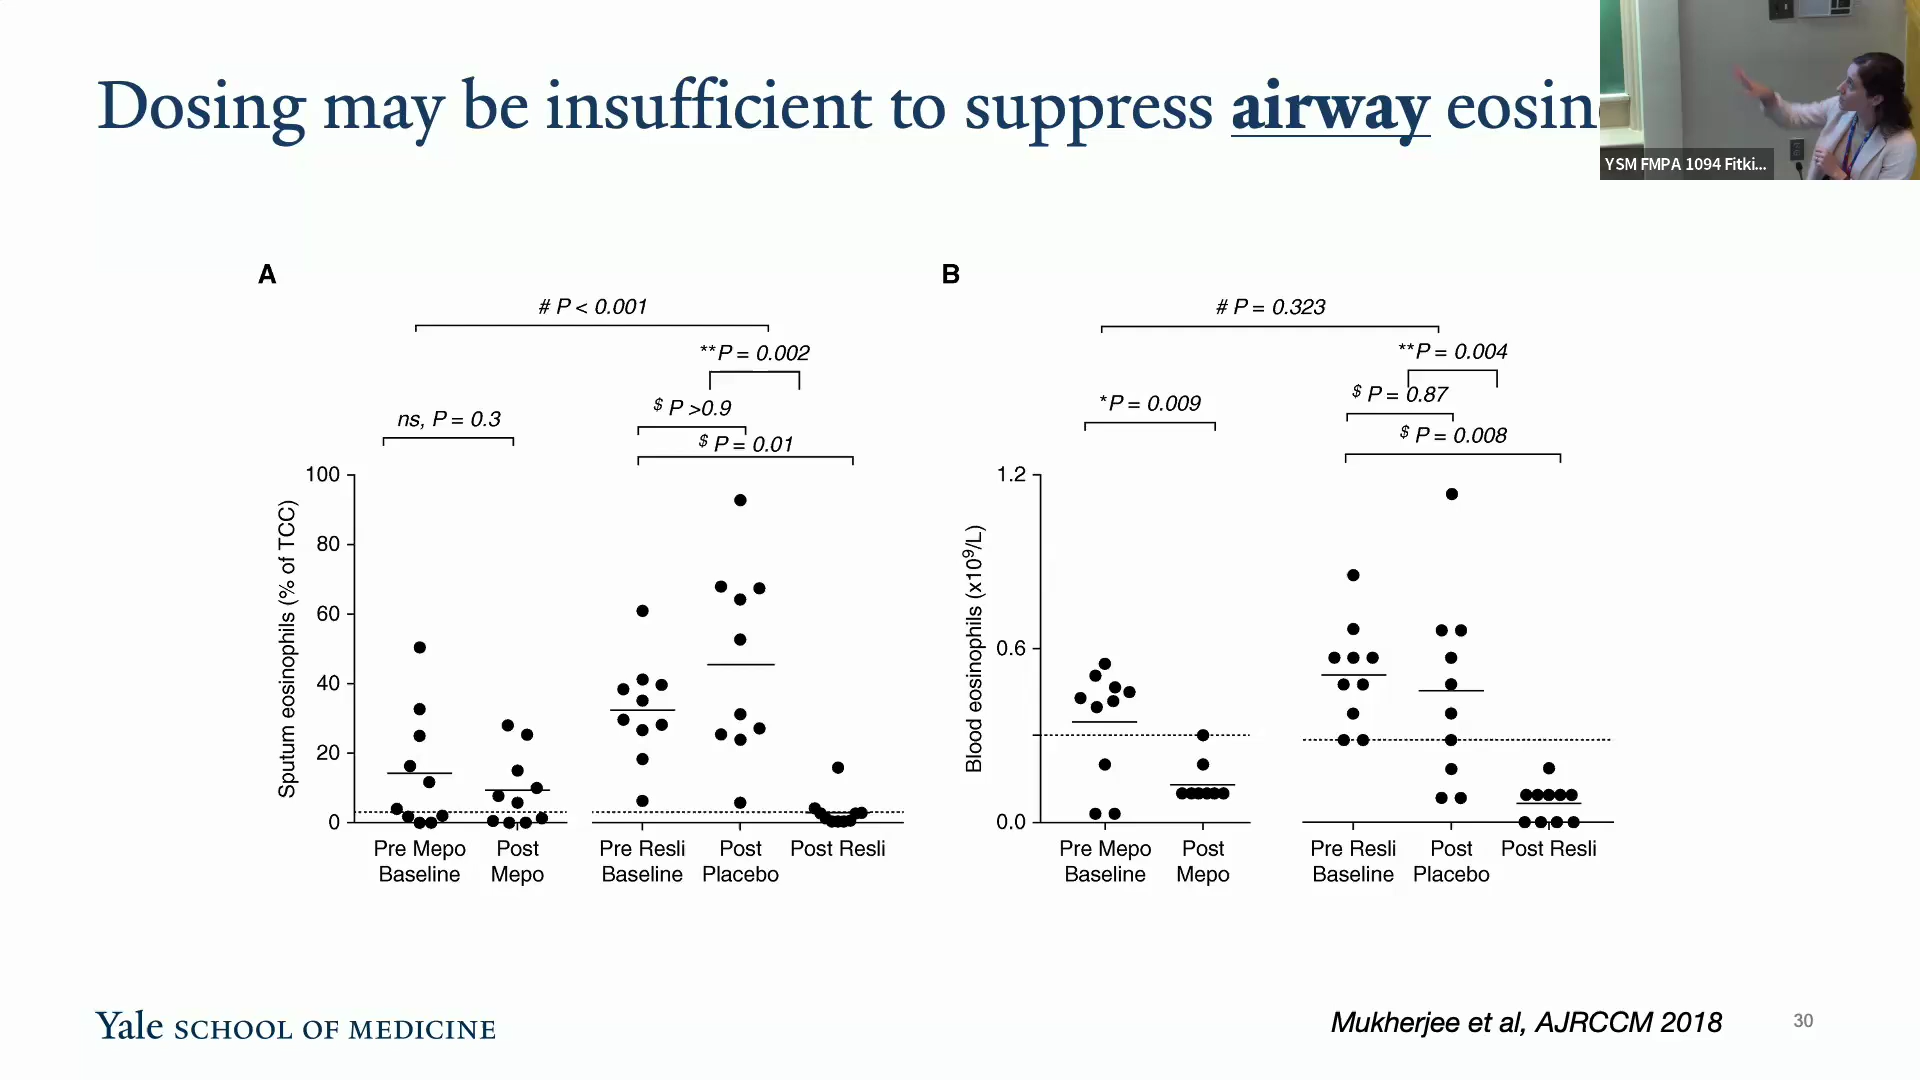 Dosing may be insufficient to suppress airway eosin
YSM FMPA 1094 Fitki...
A
# P < 0.001
**P = 0.002
$ P >0.9
ns, P = 0.3
$ P = 0.01
Sputum eosinophils (% of TCC)
100
80
60
40
20
0
Pre Mepo Baseline
Post Mepo
Pre Resli Baseline
Post Placebo
Post Resli
B
# P = 0.323
**P = 0.004
$ P = 0.87
*P = 0.009
$ P = 0.008
Blood eosinophils (x10⁹/L)
1.2
0.6
0.0
Pre Mepo Baseline
Post Mepo
Pre Resli Baseline
Post Placebo
Post Resli
Yale SCHOOL OF MEDICINE
Mukherjee et al, AJRCCM 2018
30